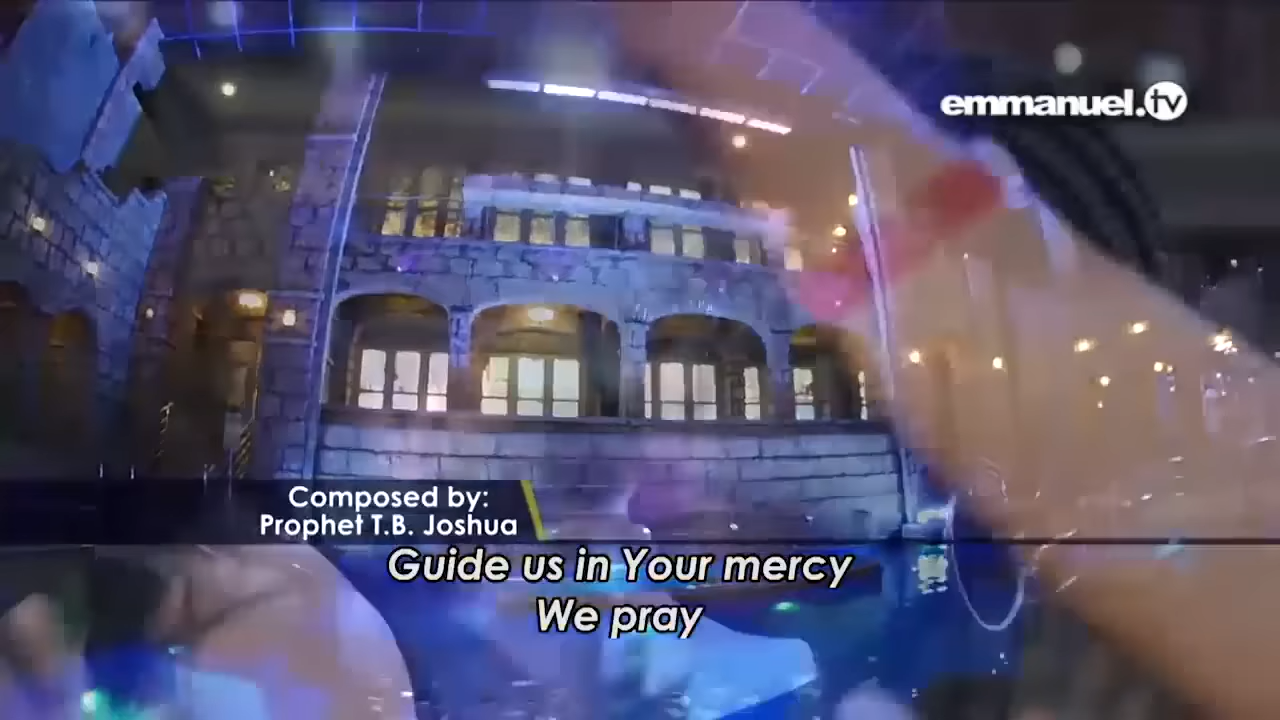 emmanuel.tv
Composed by:
Prophet T.B. Joshua
Guide us in Your mercy
We pray